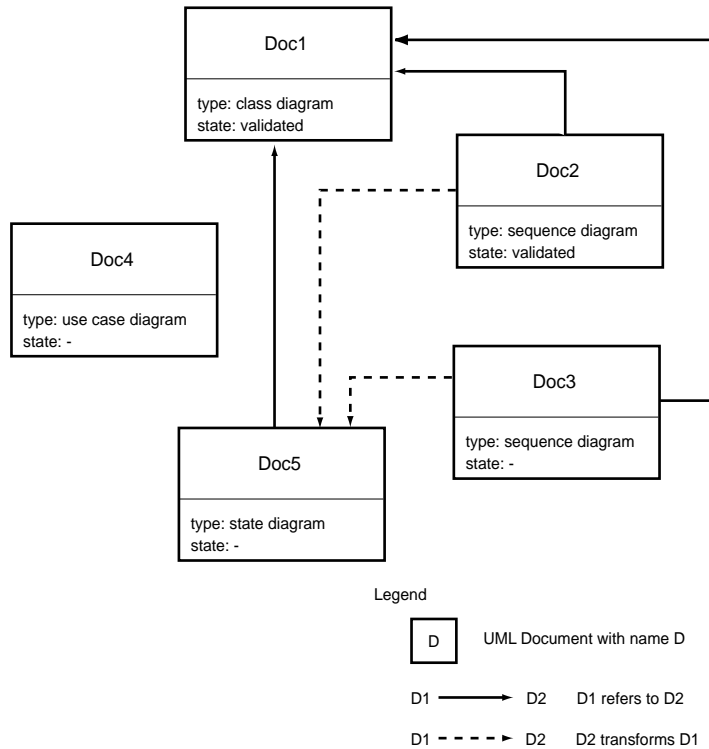 Doc1
type: class diagram
state: validated
Doc2
type: sequence diagram
state: validated
Doc4
type: use case diagram
state: -
Doc3
type: sequence diagram
state: -
Doc5
type: state diagram
state: -
Legend
D UML Document with name D
D1 D2 D1 refers to D2
D1 D2 D2 transforms D1